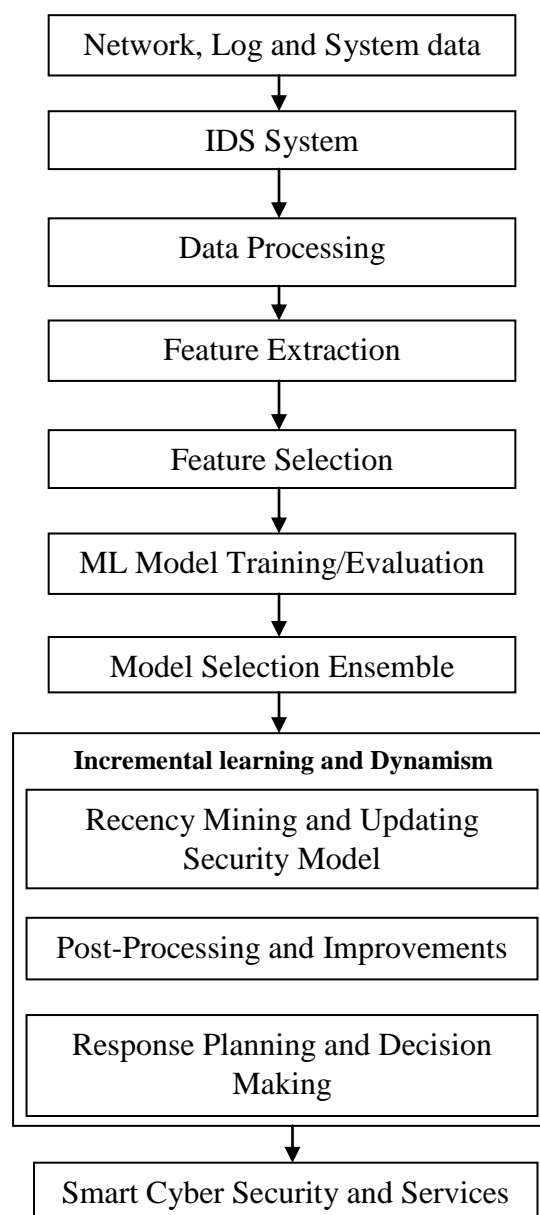 Network, Log and System data
IDS System
Data Processing
Feature Extraction
Feature Selection
ML Model Training/Evaluation
Model Selection Ensemble
Incremental learning and Dynamism
Recency Mining and Updating
Security Model
Post-Processing and Improvements
Response Planning and Decision
Making
Smart Cyber Security and Services